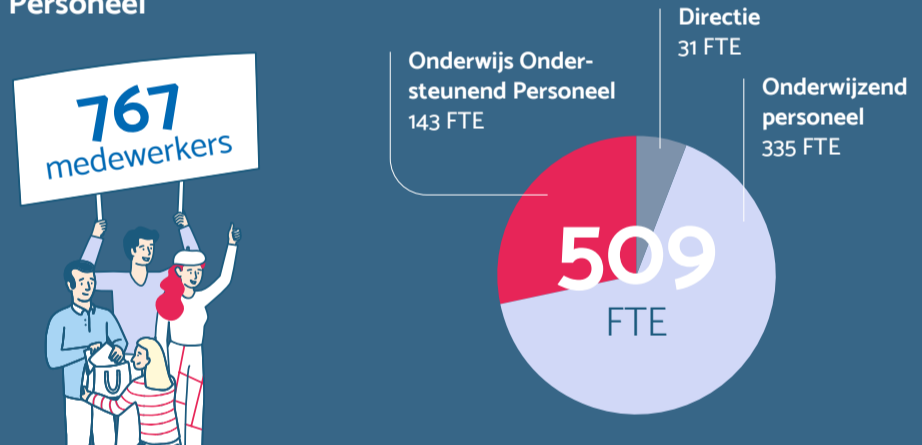 Personeel
767
medewerkers
Onderwijs Onder-
steunend Personeel
143 FTE
Directie
31 FTE
Onderwijzend
personeel
335 FTE
509
FTE